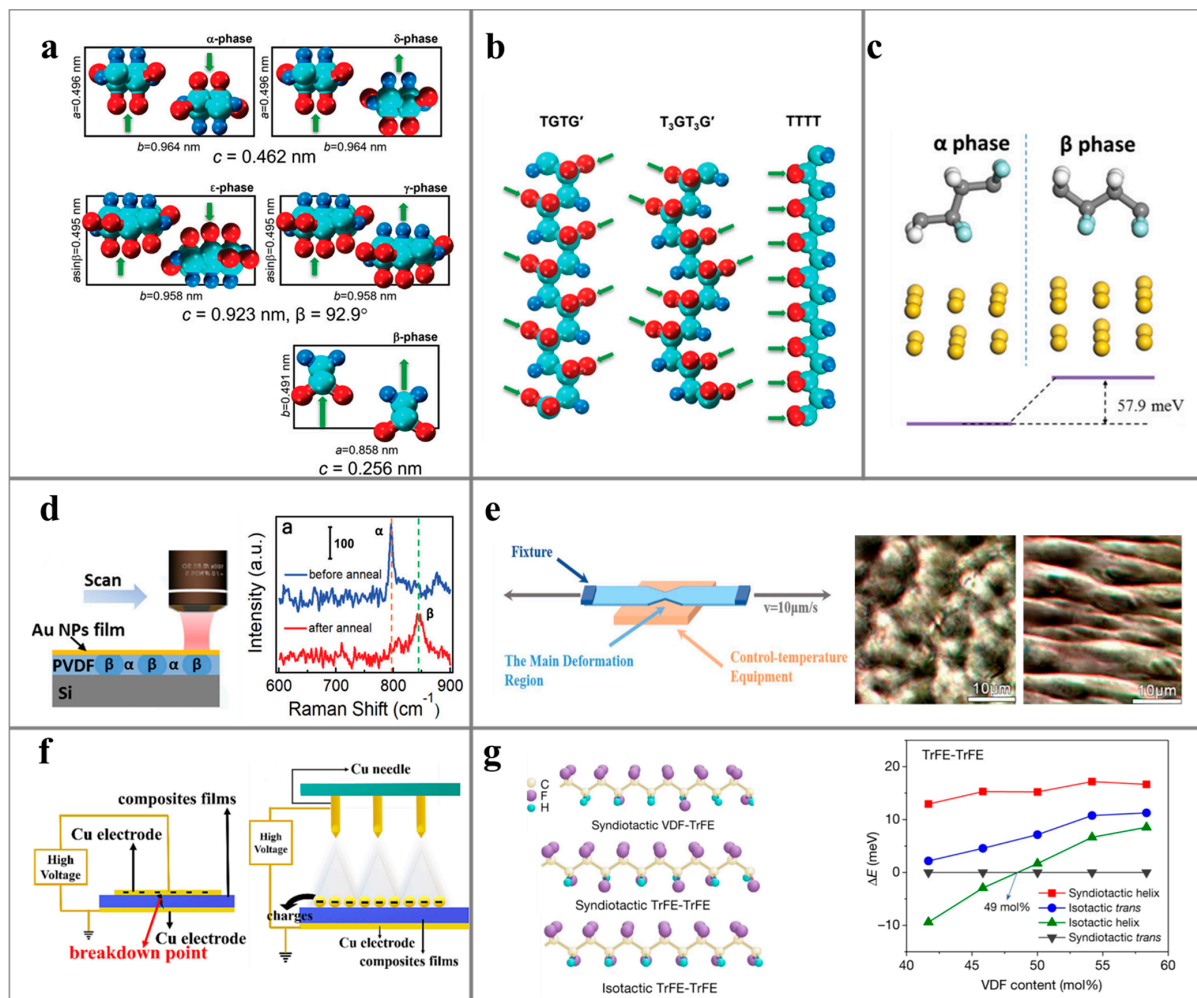 a
α-phase
δ-phase
a=0.496 nm
a=0.496 nm
b=0.964 nm
b=0.964 nm
c = 0.462 nm
ε-phase
γ-phase
asinβ=0.495 nm
asinβ=0.495 nm
b=0.958 nm
b=0.958 nm
c = 0.923 nm, β = 92.9°
β-phase
b=0.491 nm
a=0.858 nm
c = 0.256 nm
b
TGTG′
T₃GT₃G′
TTTT
c
α phase
β phase
57.9 meV
d
Scan
Au NPs film
PVDF β α β α β
Si
a
α
100
before anneal
β
after anneal
Intensity (a.u.)
600 700 800 900
Raman Shift (cm⁻¹)
e
Fixture
v=10μm/s
The Main Deformation
Region
Control-temperature
Equipment
10μm
10μm
f
Cu needle
composites films
Cu electrode
High
Voltage
High
Voltage
charges
Cu electrode
breakdown point
Cu electrode
composites films
g
C
F
H
Syndiotactic VDF-TrFE
Syndiotactic TrFE-TrFE
Isotactic TrFE-TrFE
TrFE-TrFE
20
10
0
−10
ΔE (meV)
49 mol%
Syndiotactic helix
Isotactic trans
Isotactic helix
Syndiotactic trans
40 45 50 55 60
VDF content (mol%)